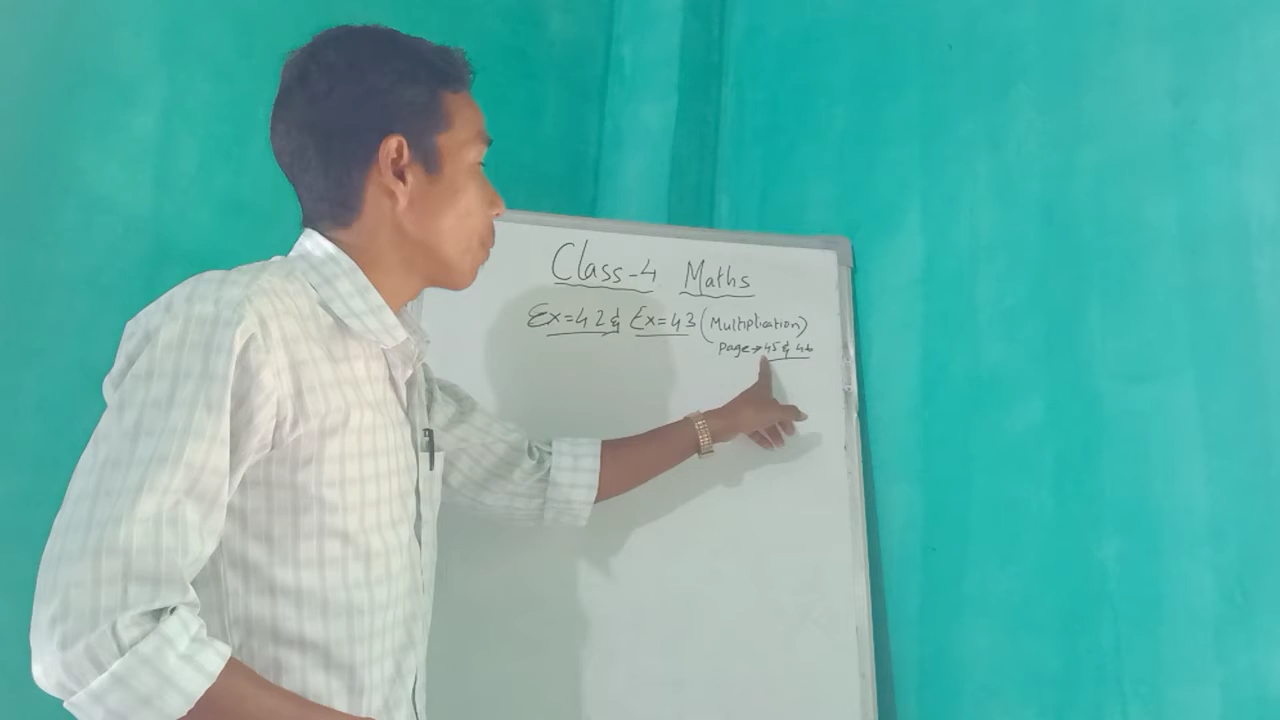 Class-4 Maths
Ex=42 & Ex=43 (Multiplication)
Page→45 & 46